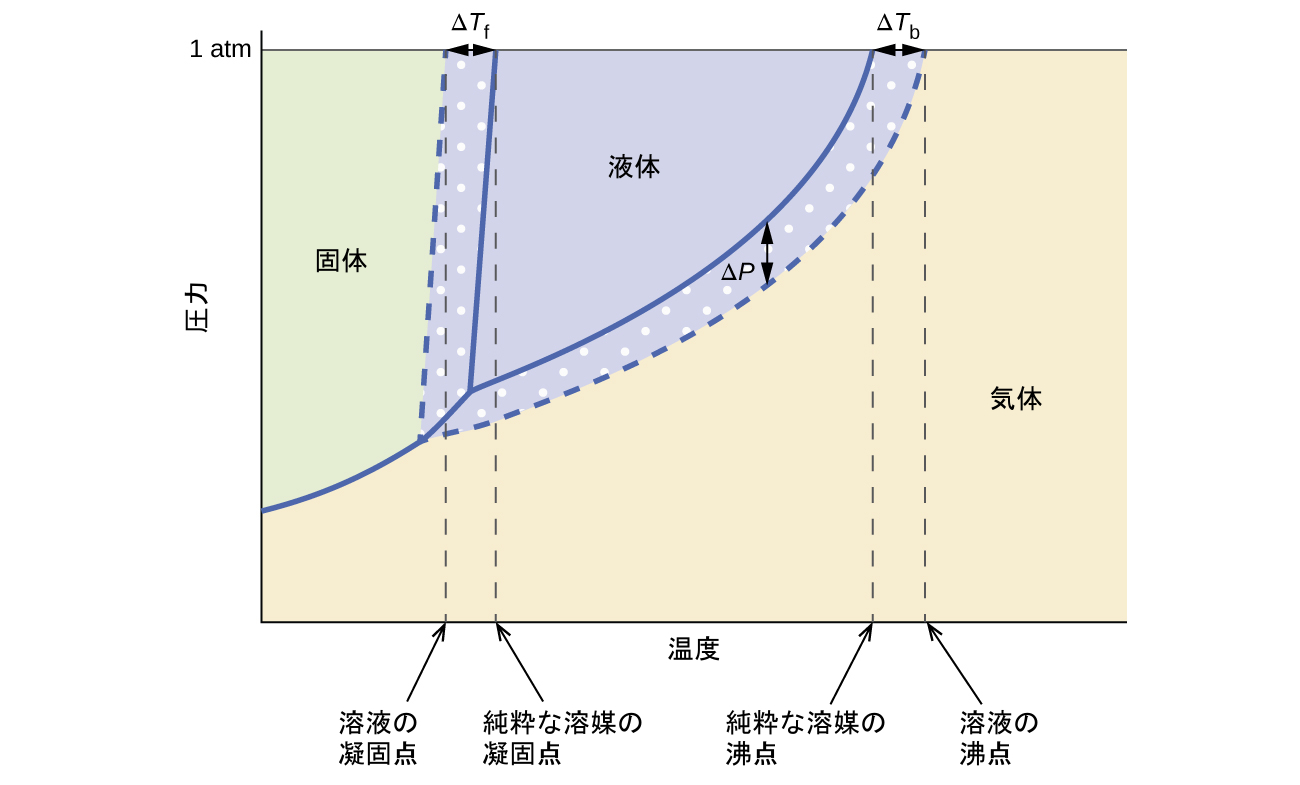 ΔTf
ΔTb
1 atm
液体
固体
ΔP
圧力
気体
温度
溶液の
凝固点
純粋な溶媒の
凝固点
純粋な溶媒の
沸点
溶液の
沸点